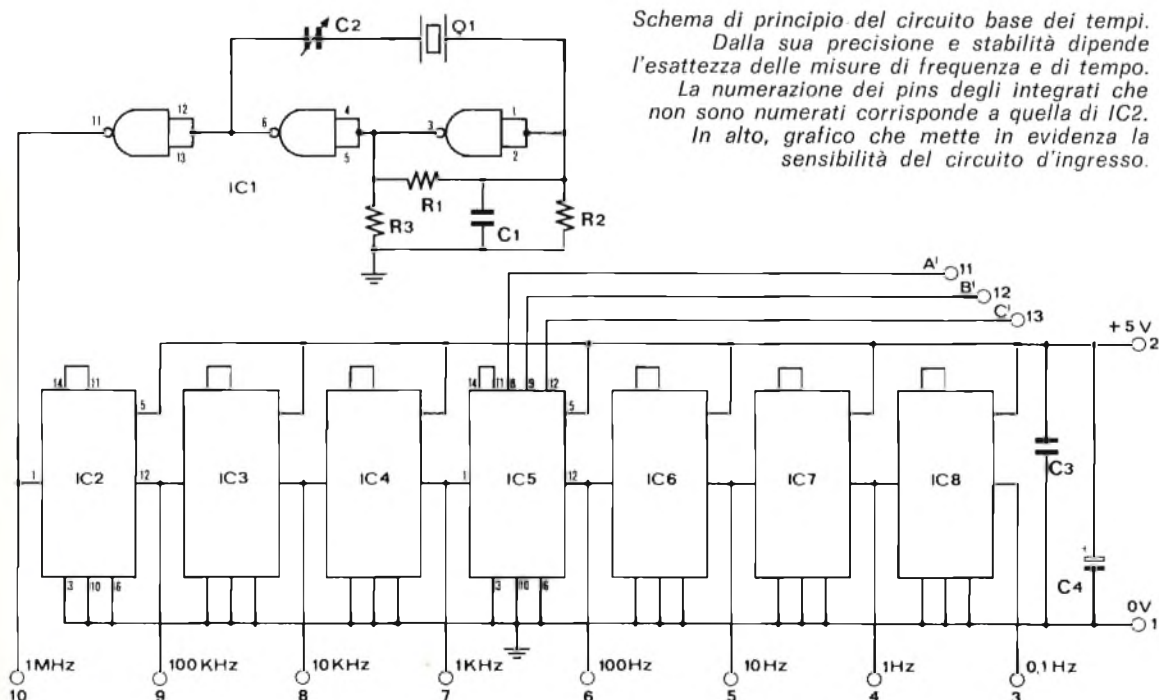 Schema di principio del circuito base dei tempi.
Dalla sua precisione e stabilità dipende
l'esattezza delle misure di frequenza e di tempo.
La numerazione dei pins degli integrati che
non sono numerati corrisponde a quella di IC2.
In alto, grafico che mette in evidenza la
sensibilità del circuito d'ingresso.
C2 Q1
11 12 13 6 4 5 3 1 2
IC1
R1
R3 C1 R2
A' 11
B' 12
C' 13
+5V
2
14 11 14 11 8 9 12
5 5
1 IC2 12 IC3 IC4 1 IC5 12 IC6 IC7 IC8
C3
+
C4
3 10 6 3 10 6
0V
1
1MHz 100KHz 10KHz 1KHz 100Hz 10Hz 1Hz 0,1Hz
10 9 8 7 6 5 4 3